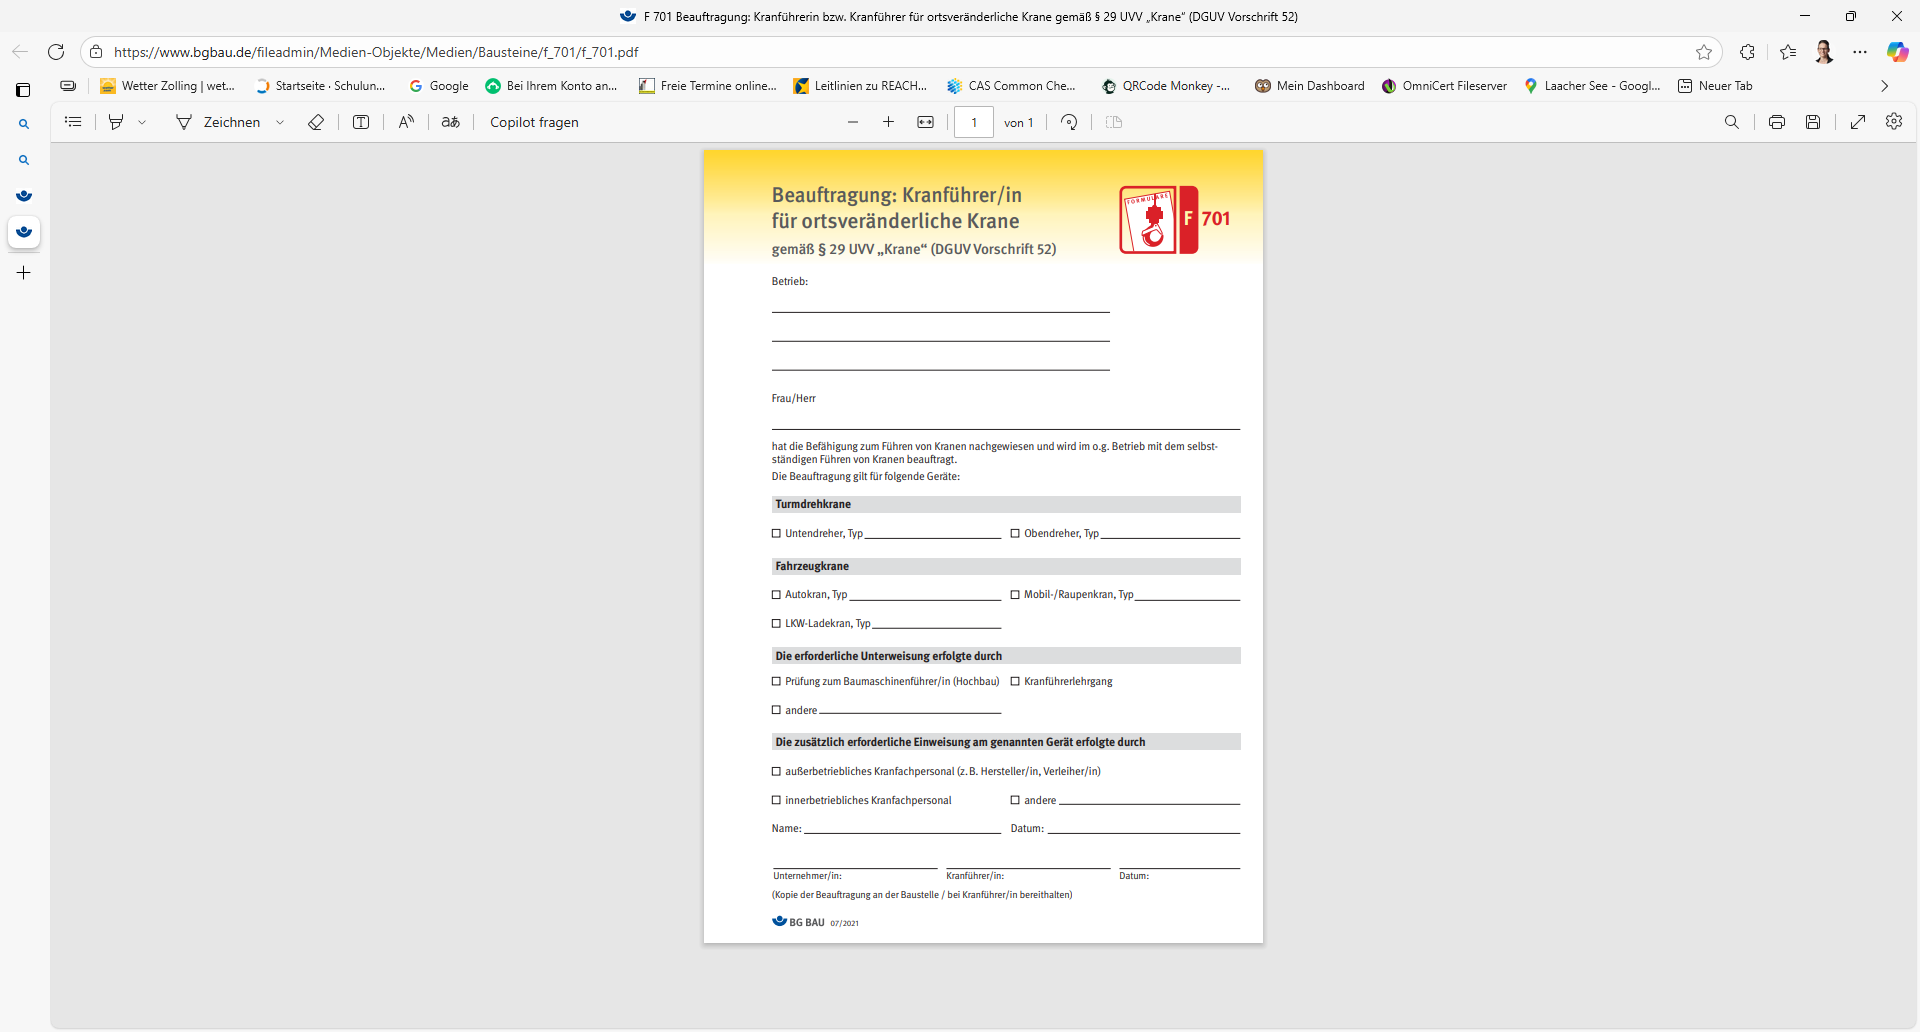 F 701 Beauftragung: Kranführerin bzw. Kranführer für ortsveränderliche Krane gemäß § 29 UVV „Krane“ (DGUV Vorschrift 52)
https://www.bgbau.de/fileadmin/Medien-Objekte/Medien/Bausteine/f_701/f_701.pdf
Wetter Zolling | wet...
Startseite · Schulun...
Google
Bei Ihrem Konto an...
Freie Termine online...
Leitlinien zu REACH...
CAS Common Che...
QRCode Monkey -...
Mein Dashboard
OmniCert Fileserver
Laacher See - Googl...
Neuer Tab
Zeichnen
Copilot fragen
1
von 1
Beauftragung: Kranführer/in
für ortsveränderliche Krane
gemäß § 29 UVV „Krane“ (DGUV Vorschrift 52)
FORMULARE
F 701
Betrieb:
Frau/Herr
hat die Befähigung zum Führen von Kranen nachgewiesen und wird im o.g. Betrieb mit dem selbst-
ständigen Führen von Kranen beauftragt.
Die Beauftragung gilt für folgende Geräte:
Turmdrehkrane
Untendreher, Typ
Obendreher, Typ
Fahrzeugkrane
Autokran, Typ
Mobil-/Raupenkran, Typ
LKW-Ladekran, Typ
Die erforderliche Unterweisung erfolgte durch
Prüfung zum Baumaschinenführer/in (Hochbau)
Kranführerlehrgang
andere
Die zusätzlich erforderliche Einweisung am genannten Gerät erfolgte durch
außerbetriebliches Kranfachpersonal (z. B. Hersteller/in, Verleiher/in)
innerbetriebliches Kranfachpersonal
andere
Name:
Datum:
Unternehmer/in:
Kranführer/in:
Datum:
(Kopie der Beauftragung an der Baustelle / bei Kranführer/in bereithalten)
BG BAU 07/2021